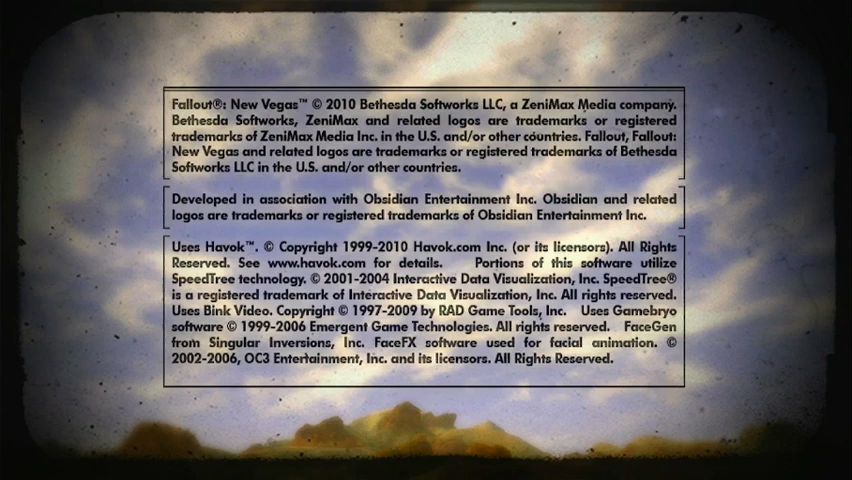 Fallout®: New Vegas™ © 2010 Bethesda Softworks LLC, a ZeniMax Media company.
Bethesda Softworks, ZeniMax and related logos are trademarks or registered
trademarks of ZeniMax Media Inc. in the U.S. and/or other countries. Fallout, Fallout:
New Vegas and related logos are trademarks or registered trademarks of Bethesda
Softworks LLC in the U.S. and/or other countries.
Developed in association with Obsidian Entertainment Inc. Obsidian and related
logos are trademarks or registered trademarks of Obsidian Entertainment Inc.
Uses Havok™. © Copyright 1999-2010 Havok.com Inc. (or its licensors). All Rights
Reserved. See www.havok.com for details. Portions of this software utilize
SpeedTree technology. © 2001-2004 Interactive Data Visualization, Inc. SpeedTree®
is a registered trademark of Interactive Data Visualization, Inc. All rights reserved.
Uses Bink Video. Copyright © 1997-2009 by RAD Game Tools, Inc. Uses Gamebryo
software © 1999-2006 Emergent Game Technologies. All rights reserved. FaceGen
from Singular Inversions, Inc. FaceFX software used for facial animation. ©
2002-2006, OC3 Entertainment, Inc. and its licensors. All Rights Reserved.